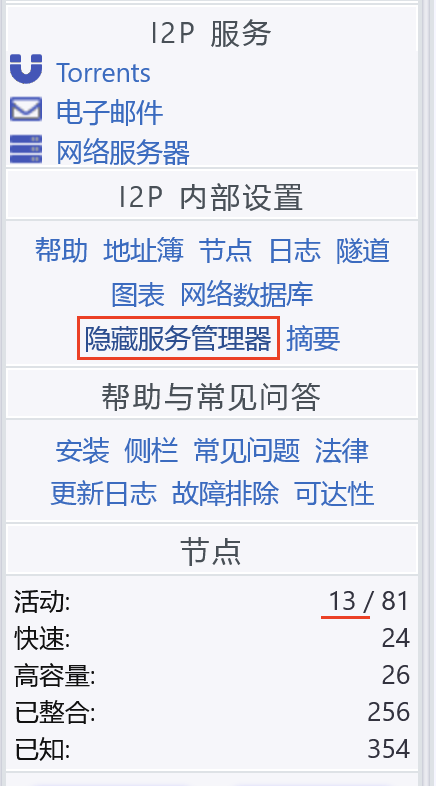 I2P 服务
Torrents
电子邮件
网络服务器
I2P 内部设置
帮助 地址簿 节点 日志 隧道
图表 网络数据库
隐藏服务管理器 摘要
帮助与常见问答
安装 侧栏 常见问题 法律
更新日志 故障排除 可达性
节点
活动: 13 / 81
快速: 24
高容量: 26
已整合: 256
已知: 354